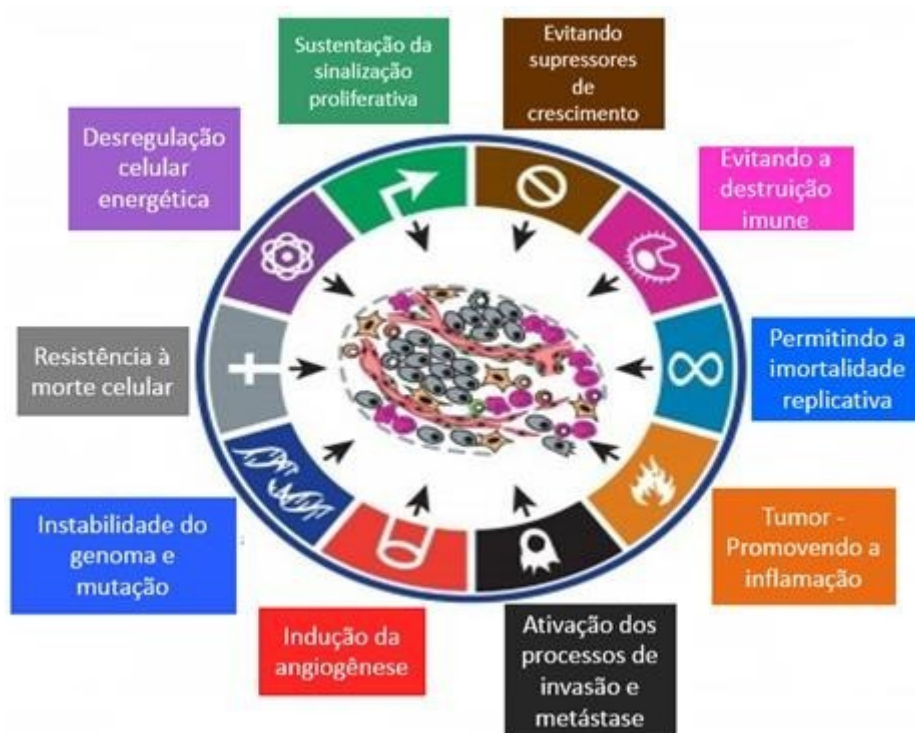 Sustentação da
sinalização
proliferativa
Evitando
supressores
de
crescimento
Desregulação
celular
energética
Evitando a
destruição
imune
Resistência à
morte celular
Permitindo a
imortalidade
replicativa
Instabilidade do
genoma e
mutação
Tumor -
Promovendo a
inflamação
Indução da
angiogênese
Ativação dos
processos de
invasão e
metástase